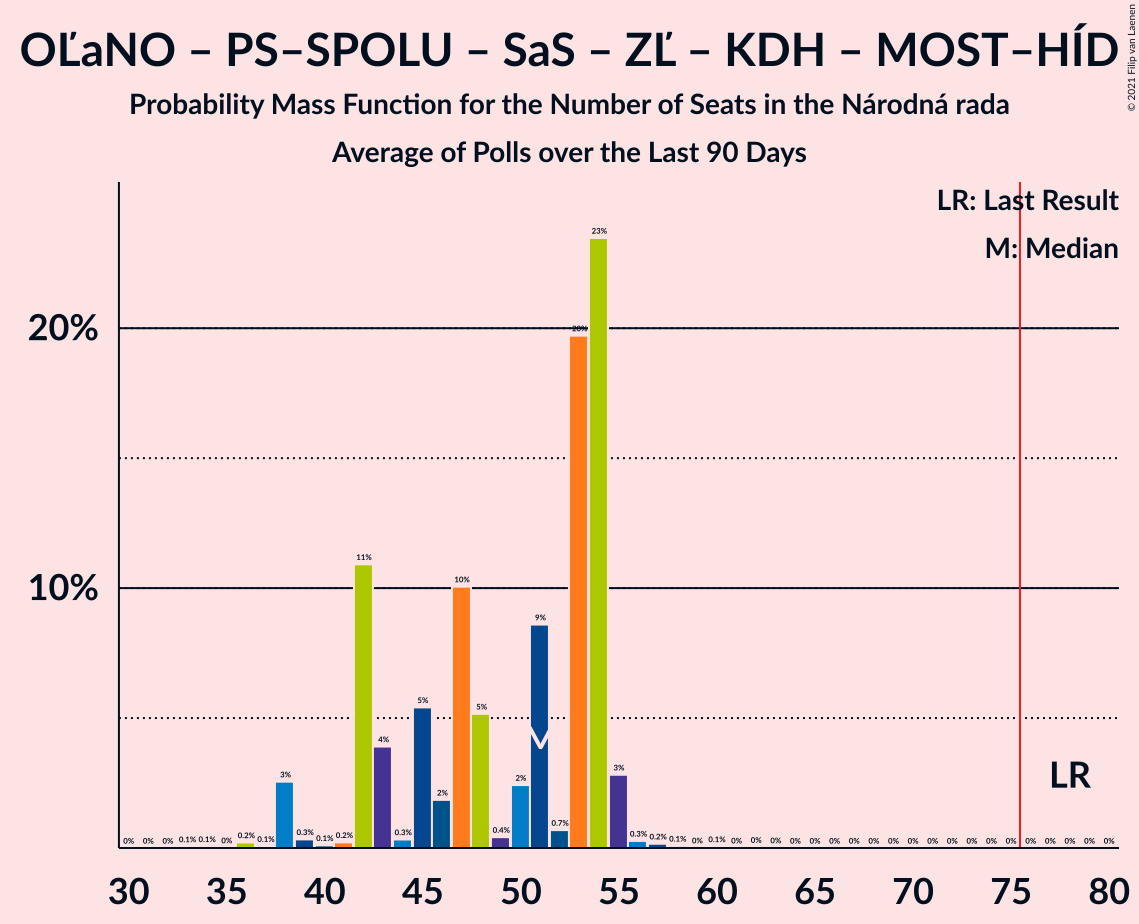 OĽaNO – PS–SPOLU – SaS – ZĽ – KDH – MOST–HÍD
Probability Mass Function for the Number of Seats in the Národná rada
Average of Polls over the Last 90 Days
© 2021 Filip van Laenen
LR: Last Result
M: Median
20%
10%
0% 0% 0% 0.1% 0.1% 0% 0.2% 0.1% 3% 0.3% 0.1% 0.2% 11% 4% 0.3% 5% 2% 10% 5% 0.4% 2% 9% 0.7% 20% 23% 3% 0.3% 0.2% 0.1% 0% 0.1% 0% 0% 0% 0% 0% 0% 0% 0% 0% 0% 0% 0% 0% 0% 0% 0% 0% 0% 0% 0%
M
LR
30 35 40 45 50 55 60 65 70 75 80